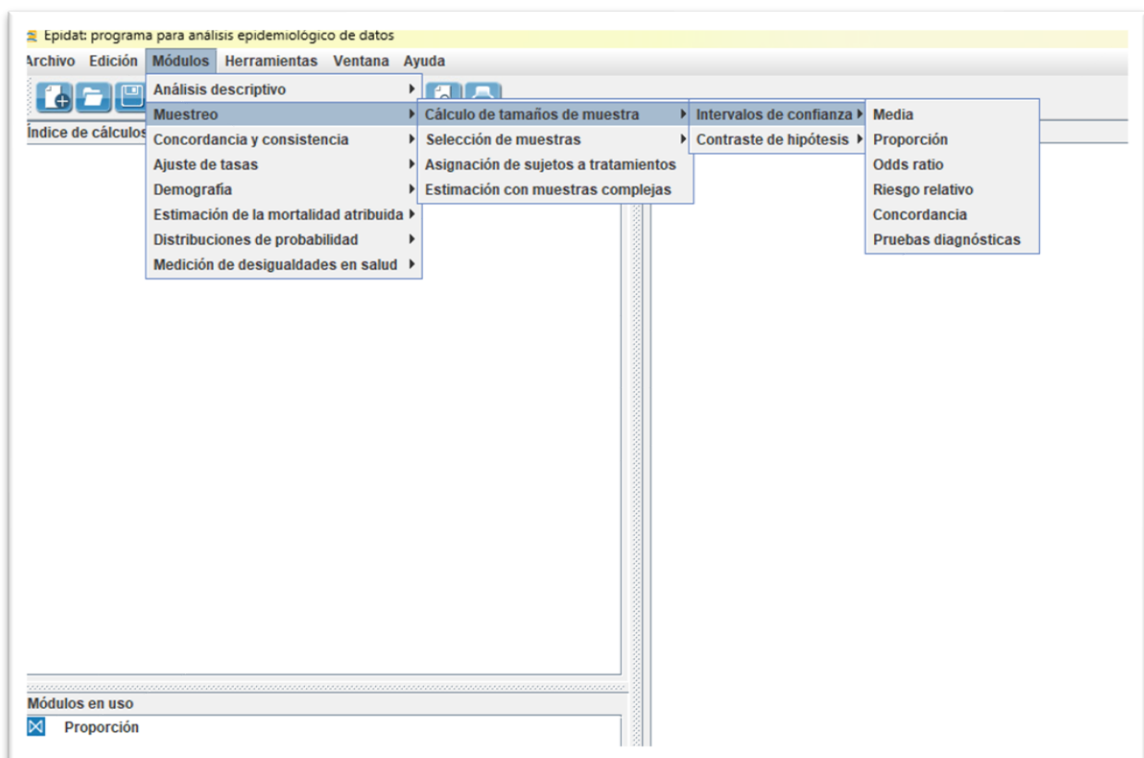 Epidat: programa para análisis epidemiológico de datos
Archivo Edición Módulos Herramientas Ventana Ayuda
Índice de cálculos
Análisis descriptivo
Muestreo
Concordancia y consistencia
Ajuste de tasas
Demografía
Estimación de la mortalidad atribuida
Distribuciones de probabilidad
Medición de desigualdades en salud
Cálculo de tamaños de muestra
Selección de muestras
Asignación de sujetos a tratamientos
Estimación con muestras complejas
Intervalos de confianza
Contraste de hipótesis
Media
Proporción
Odds ratio
Riesgo relativo
Concordancia
Pruebas diagnósticas
Módulos en uso
Proporción